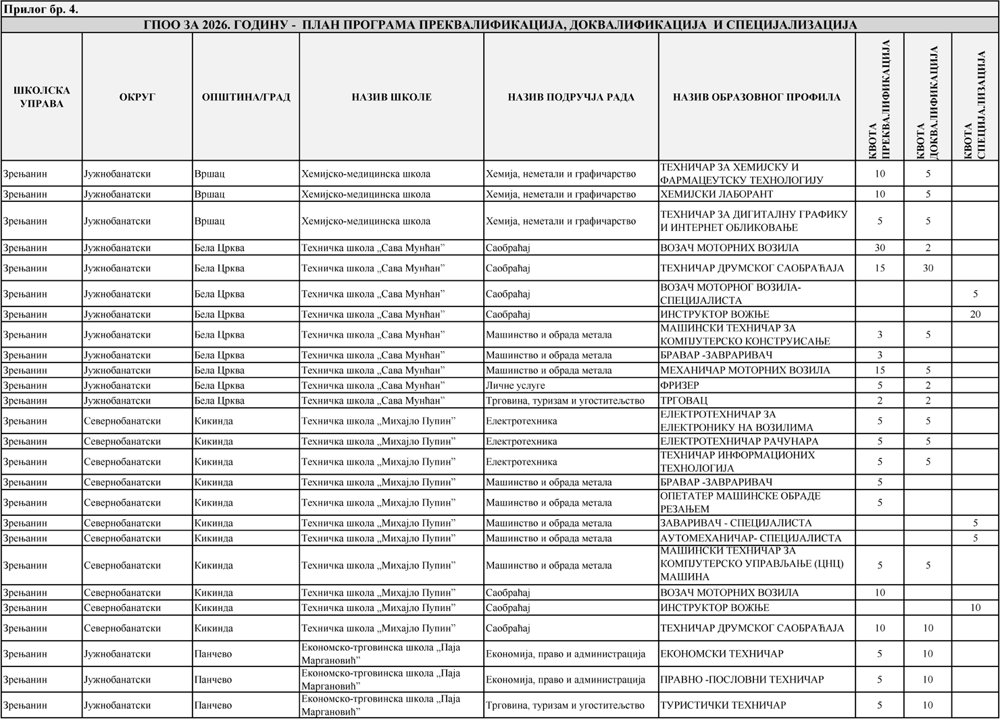 Прилог бр. 4.
ГПОО ЗА 2026. ГОДИНУ -  ПЛАН ПРОГРАМА ПРЕКВАЛИФИКАЦИЈА, ДОКВАЛИФИКАЦИЈА  И СПЕЦИЈАЛИЗАЦИЈА
ШКОЛСКА УПРАВА ОКРУГ ОПШТИНА/ГРАД НАЗИВ ШКОЛЕ НАЗИВ ПОДРУЧЈА РАДА НАЗИВ ОБРАЗОВНОГ ПРОФИЛА КВОТА ПРЕКВАЛИФИКАЦИЈА КВОТА ДОКВАЛИФИКАЦИЈА КВОТА СПЕЦИЈАЛИЗАЦИЈА
Зрењанин Јужнобанатски Вршац Хемијско-медицинска школа Хемија, неметали и графичарство ТЕХНИЧАР ЗА ХЕМИЈСКУ И ФАРМАЦЕУТСКУ ТЕХНОЛОГИЈУ 10 5
Зрењанин Јужнобанатски Вршац Хемијско-медицинска школа Хемија, неметали и графичарство ХЕМИЈСКИ ЛАБОРАНТ 10 5
Зрењанин Јужнобанатски Вршац Хемијско-медицинска школа Хемија, неметали и графичарство ТЕХНИЧАР ЗА ДИГИТАЛНУ ГРАФИКУ И ИНТЕРНЕТ ОБЛИКОВАЊЕ 5 5
Зрењанин Јужнобанатски Бела Црква Техничка школа „Сава Мунћан” Саобраћај ВОЗАЧ МОТОРНИХ ВОЗИЛА 30 2
Зрењанин Јужнобанатски Бела Црква Техничка школа „Сава Мунћан” Саобраћај ТЕХНИЧАР ДРУМСКОГ САОБРАЋАЈА 15 30
Зрењанин Јужнобанатски Бела Црква Техничка школа „Сава Мунћан” Саобраћај ВОЗАЧ МОТОРНОГ ВОЗИЛА- СПЕЦИЈАЛИСТА 5
Зрењанин Јужнобанатски Бела Црква Техничка школа „Сава Мунћан” Саобраћај ИНСТРУКТОР ВОЖЊЕ 20
Зрењанин Јужнобанатски Бела Црква Техничка школа „Сава Мунћан” Машинство и обрада метала МАШИНСКИ ТЕХНИЧАР ЗА КОМПЈУТЕРСКО КОНСТРУИСАЊЕ 3 5
Зрењанин Јужнобанатски Бела Црква Техничка школа „Сава Мунћан” Машинство и обрада метала БРАВАР -ЗАВРАРИВАЧ 3
Зрењанин Јужнобанатски Бела Црква Техничка школа „Сава Мунћан” Машинство и обрада метала МЕХАНИЧАР МОТОРНИХ ВОЗИЛА 15 5
Зрењанин Јужнобанатски Бела Црква Техничка школа „Сава Мунћан” Личне услуге ФРИЗЕР 5 2
Зрењанин Јужнобанатски Бела Црква Техничка школа „Сава Мунћан” Трговина, туризам и угоститељство ТРГОВАЦ 2 2
Зрењанин Севернобанатски Кикинда Техничка школа „Михајло Пупин” Електротехника ЕЛЕКТРОТЕХНИЧАР ЗА ЕЛЕКТРОНИКУ НА ВОЗИЛИМА 5 5
Зрењанин Севернобанатски Кикинда Техничка школа „Михајло Пупин” Електротехника ЕЛЕКТРОТЕХНИЧАР РАЧУНАРА 5 5
Зрењанин Севернобанатски Кикинда Техничка школа „Михајло Пупин” Електротехника ТЕХНИЧАР ИНФОРМАЦИОНИХ ТЕХНОЛОГИЈА 5 5
Зрењанин Севернобанатски Кикинда Техничка школа „Михајло Пупин” Машинство и обрада метала БРАВАР -ЗАВРАРИВАЧ 5
Зрењанин Севернобанатски Кикинда Техничка школа „Михајло Пупин” Машинство и обрада метала ОПЕТАТЕР МАШИНСКЕ ОБРАДЕ РЕЗАЊЕМ 5
Зрењанин Севернобанатски Кикинда Техничка школа „Михајло Пупин” Машинство и обрада метала ЗАВАРИВАЧ - СПЕЦИЈАЛИСТА 5
Зрењанин Севернобанатски Кикинда Техничка школа „Михајло Пупин” Машинство и обрада метала АУТОМЕХАНИЧАР- СПЕЦИЈАЛИСТА 5
Зрењанин Севернобанатски Кикинда Техничка школа „Михајло Пупин” Машинство и обрада метала МАШИНСКИ ТЕХНИЧАР ЗА КОМПЈУТЕРСКО УПРАВЉАЊЕ (ЦНЦ) МАШИНА 5 5
Зрењанин Севернобанатски Кикинда Техничка школа „Михајло Пупин” Саобраћај ВОЗАЧ МОТОРНИХ ВОЗИЛА 10
Зрењанин Севернобанатски Кикинда Техничка школа „Михајло Пупин” Саобраћај ИНСТРУКТОР ВОЖЊЕ 10
Зрењанин Севернобанатски Кикинда Техничка школа „Михајло Пупин” Саобраћај ТЕХНИЧАР ДРУМСКОГ САОБРАЋАЈА 10 10
Зрењанин Јужнобанатски Панчево Економско-трговинска школа „Паја Маргановић” Економија, право и администрација ЕКОНОМСКИ ТЕХНИЧАР 5 10
Зрењанин Јужнобанатски Панчево Економско-трговинска школа „Паја Маргановић” Економија, право и администрација ПРАВНО -ПОСЛОВНИ ТЕХНИЧАР 5 10
Зрењанин Јужнобанатски Панчево Економско-трговинска школа „Паја Маргановић” Трговина, туризам и угоститељство ТУРИСТИЧКИ ТЕХНИЧАР 5 10